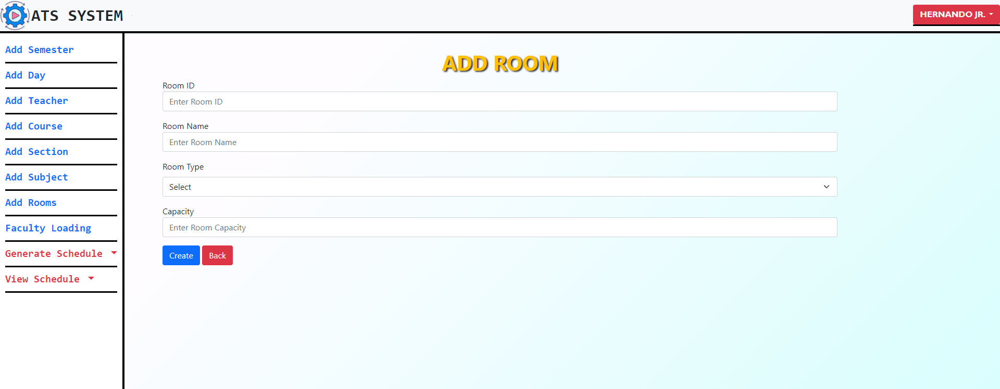 ATS SYSTEM
HERNANDO JR.
Add Semester
Add Day
Add Teacher
Add Course
Add Section
Add Subject
Add Rooms
Faculty Loading
Generate Schedule
View Schedule
ADD ROOM
Room ID
Enter Room ID
Room Name
Enter Room Name
Room Type
Select
Capacity
Enter Room Capacity
Create Back